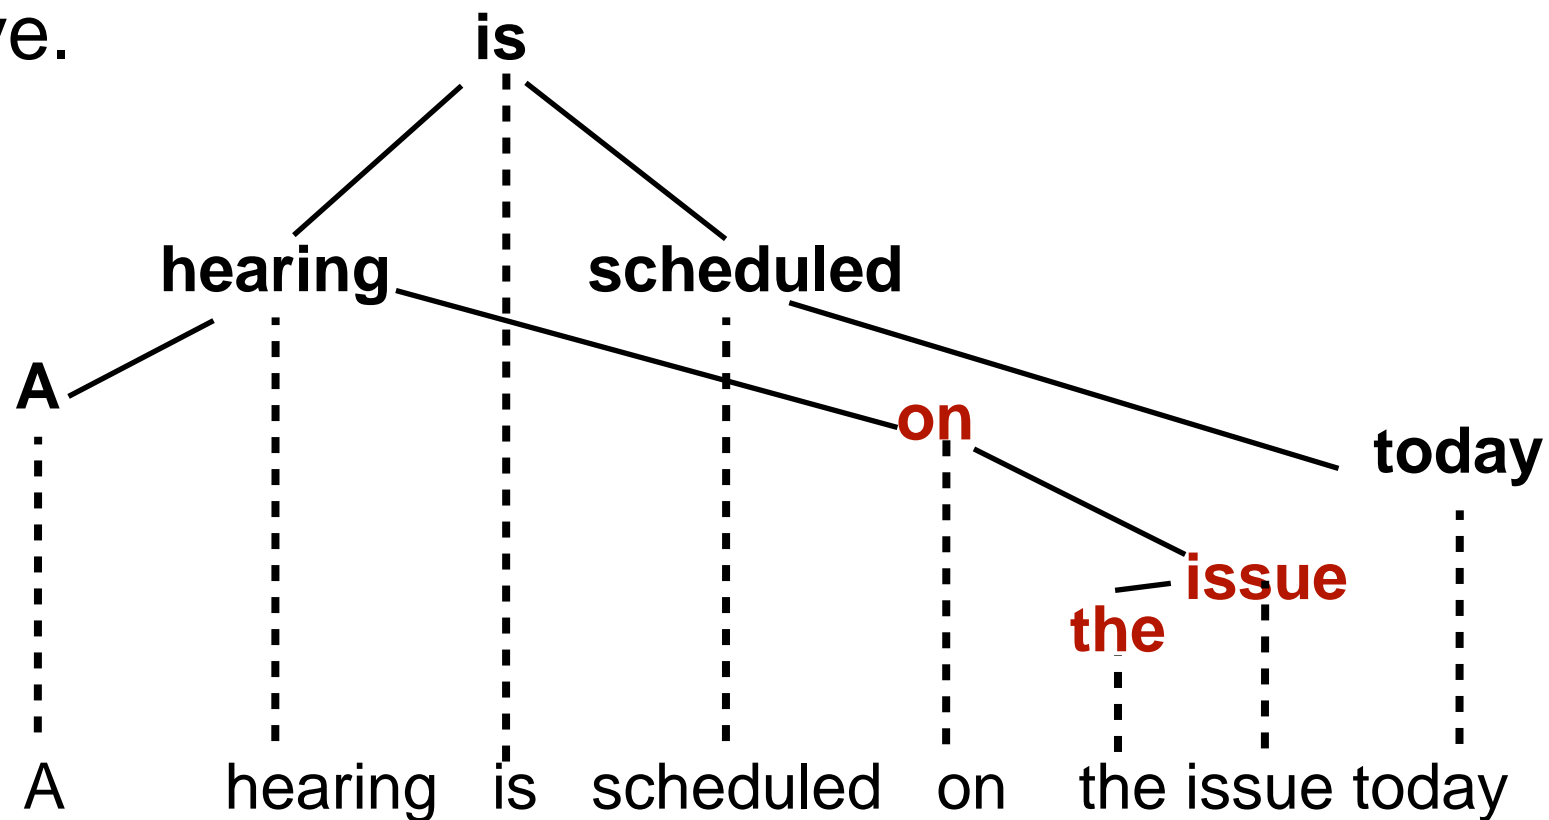 ve.
is
hearing scheduled
A
on
today
issue
the
A hearing is scheduled on the issue today